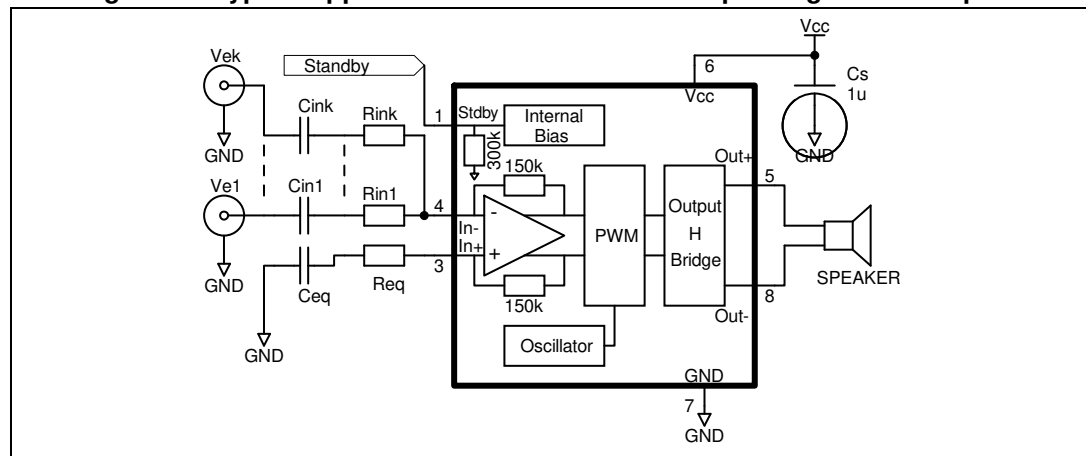 Vcc
Vek
Standby
6
Cs
1u
Vcc
Cink
Rink
1
Stdby
Internal
Bias
300k
GND
GND
150k
Out+
5
Ve1
Cin1
Rin1
4
-
In-
In+
+
PWM
Output
H
Bridge
3
SPEAKER
GND
Ceq
Req
150k
8
Out-
Oscillator
GND
GND
7
GND